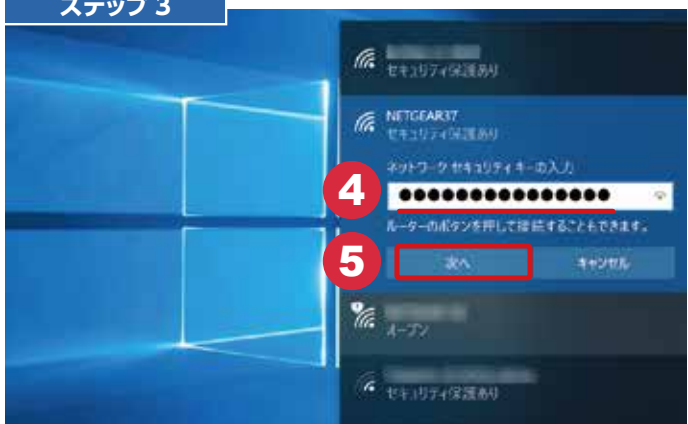 ステップ 3
セキュリティ保護あり
NETGEAR37
セキュリティ保護あり
ネットワーク セキュリティ キーの入力
4
●●●●●●●●●●●●●●●
ルーターのボタンを押して接続することもできます。
5
次へ
キャンセル
オープン
セキュリティ保護あり